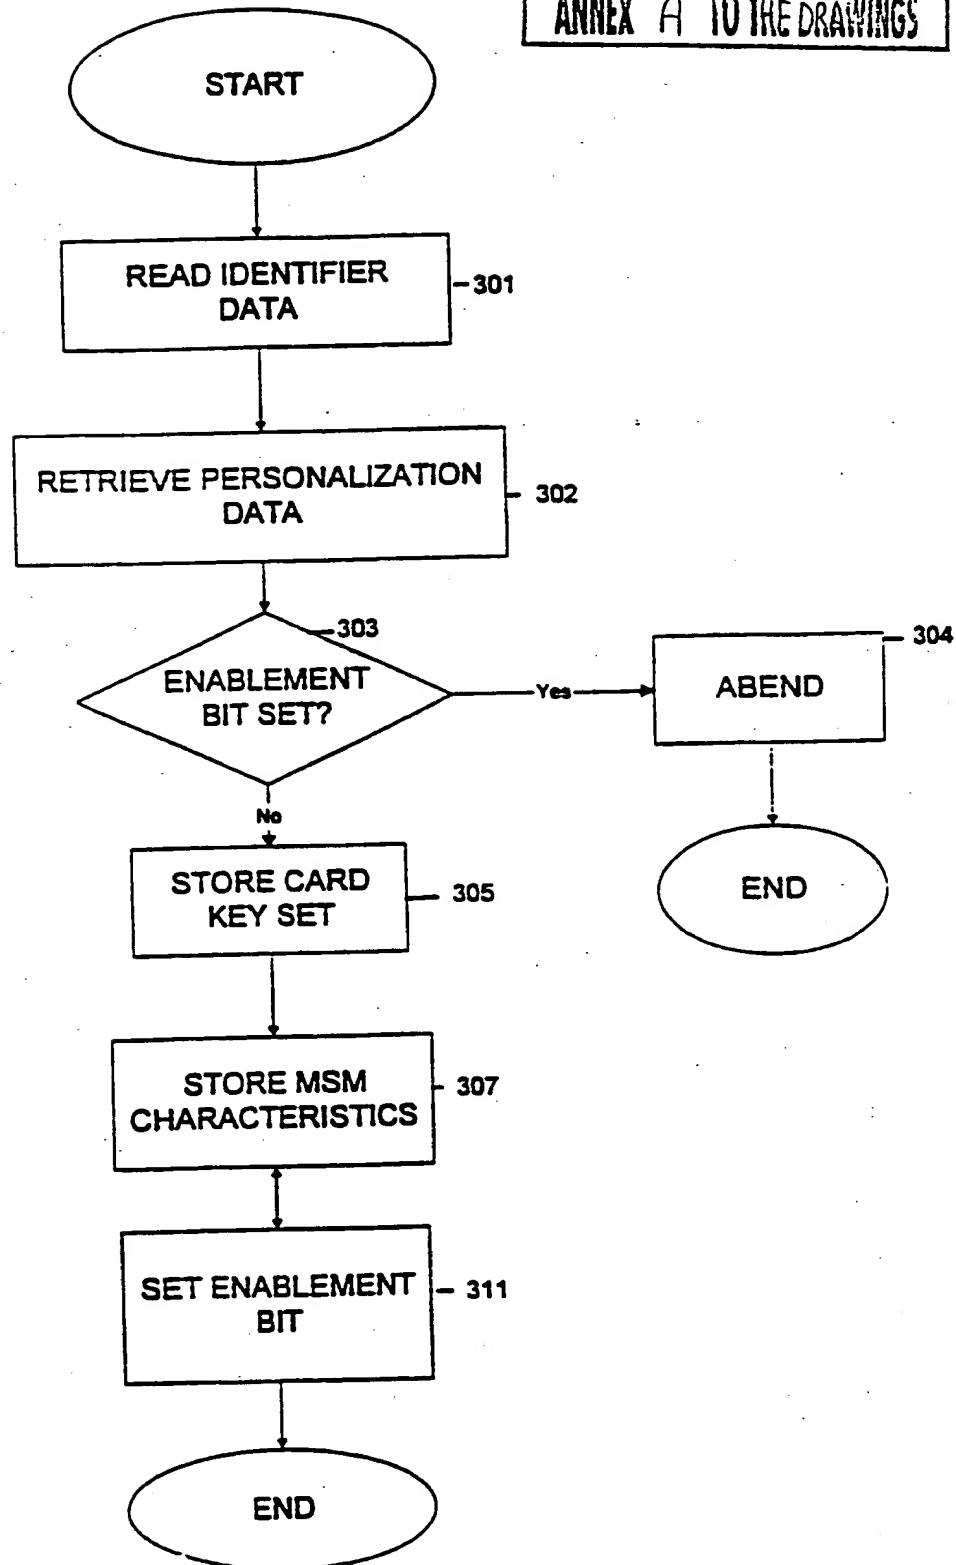 ANNEX A TO THE DRAWINGS
START
READ IDENTIFIER
DATA
301
RETRIEVE PERSONALIZATION
DATA
302
303
ENABLEMENT
BIT SET?
Yes
304
ABEND
END
No
STORE CARD
KEY SET
305
STORE MSM
CHARACTERISTICS
307
SET ENABLEMENT
BIT
311
END